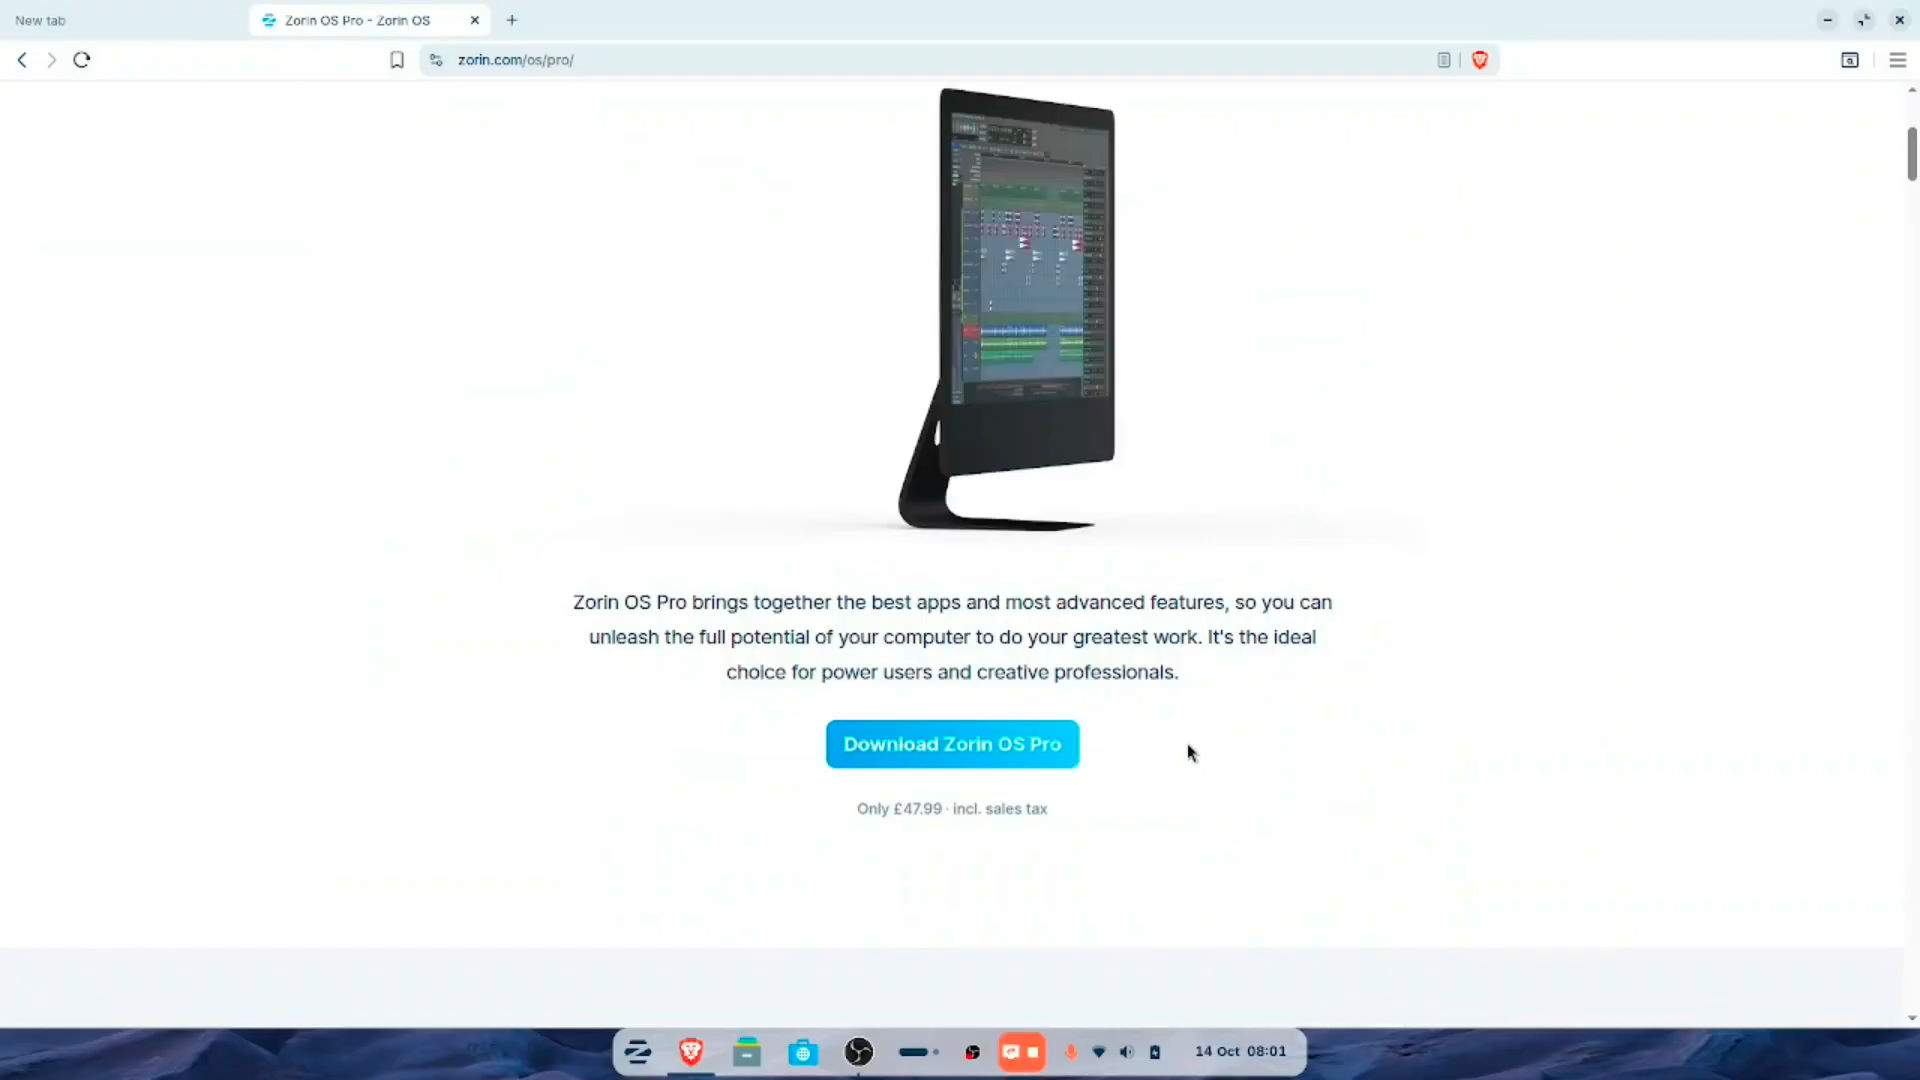 New tab
Zorin OS Pro - Zorin OS
zorin.com/os/pro/
Zorin OS Pro brings together the best apps and most advanced features, so you can
unleash the full potential of your computer to do your greatest work. It's the ideal
choice for power users and creative professionals.
Download Zorin OS Pro
Only £47.99 · incl. sales tax
14 Oct 08:01